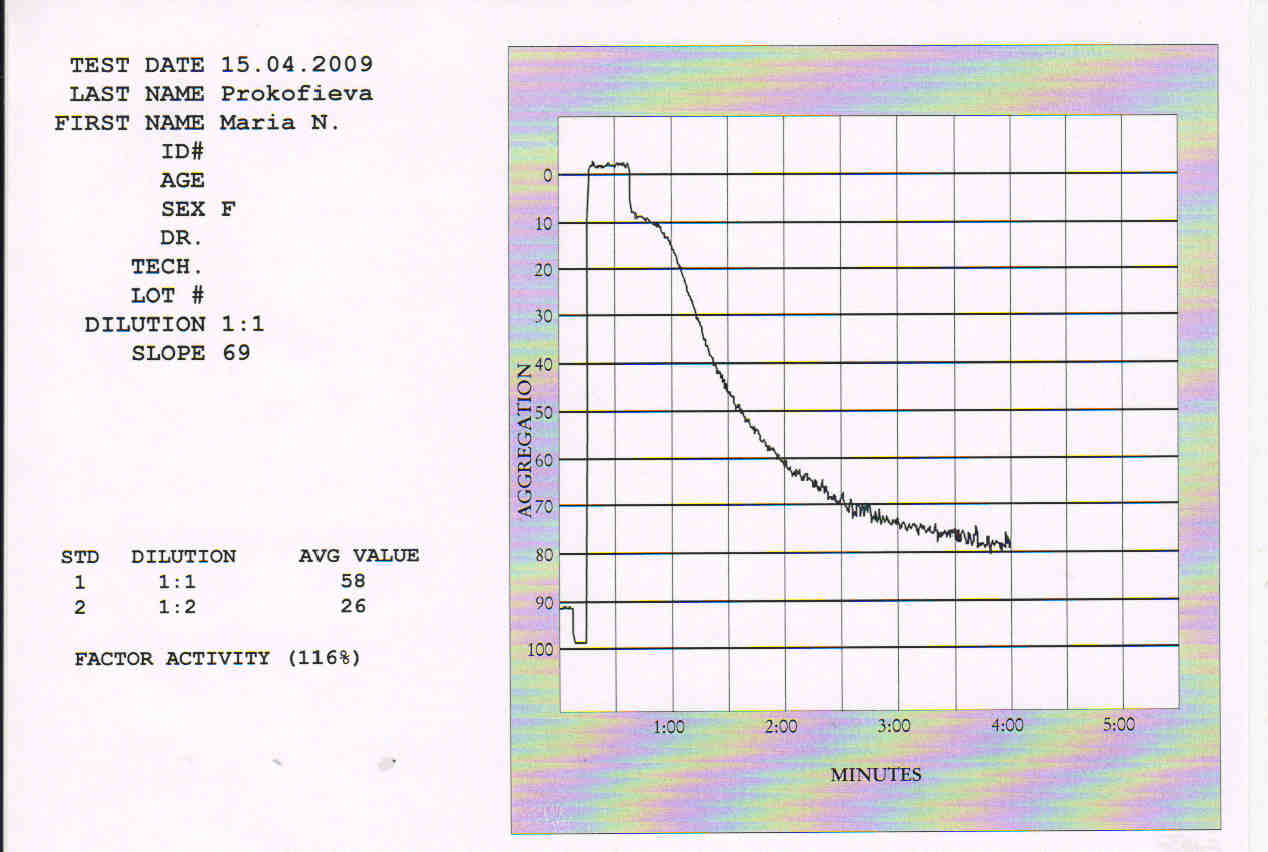 TEST DATE 15.04.2009
LAST NAME Prokofieva
FIRST NAME Maria N.
ID#
AGE
SEX F
DR.
TECH.
LOT #
DILUTION 1:1
SLOPE 69
STD DILUTION AVG VALUE
1 1:1 58
2 1:2 26
FACTOR ACTIVITY (116%)
AGGREGATION
0
10
20
30
40
50
60
70
80
90
100
1:00 2:00 3:00 4:00 5:00
MINUTES